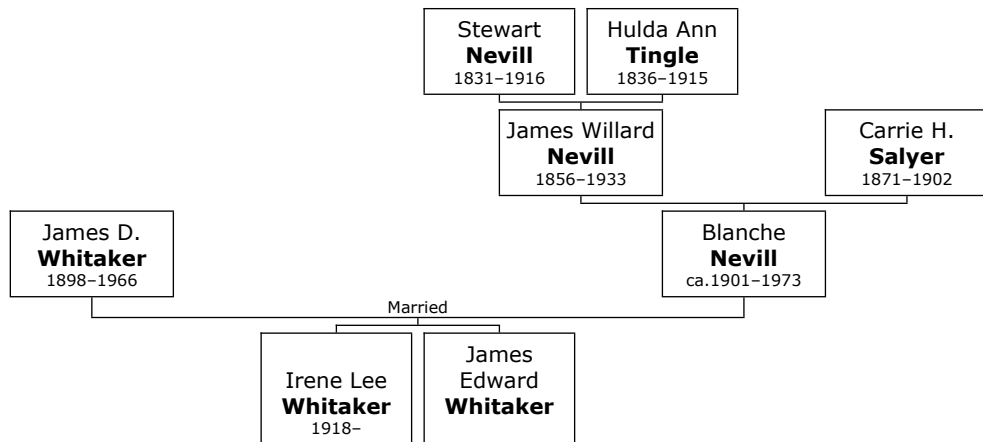 Stewart
Nevill
1831–1916
Hulda Ann
Tingle
1836–1915
James Willard
Nevill
1856–1933
Carrie H.
Salyer
1871–1902
James D.
Whitaker
1898–1966
Blanche
Nevill
ca.1901–1973
Married
Irene Lee
Whitaker
1918–
James
Edward
Whitaker